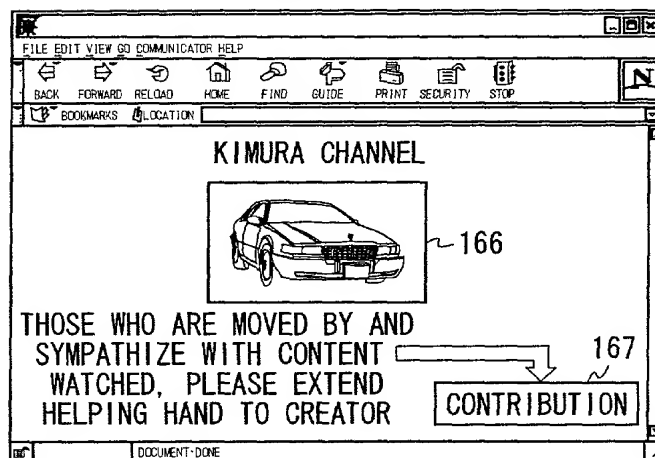 FILE EDIT VIEW GO COMMUNICATOR HELP
BACK FORWARD RELOAD HOME FIND GUIDE PRINT SECURITY STOP
N
BOOKMARKS LOCATION
KIMURA CHANNEL
166
THOSE WHO ARE MOVED BY AND
SYMPATHIZE WITH CONTENT
WATCHED, PLEASE EXTEND
HELPING HAND TO CREATOR
167
CONTRIBUTION
DOCUMENT·DONE